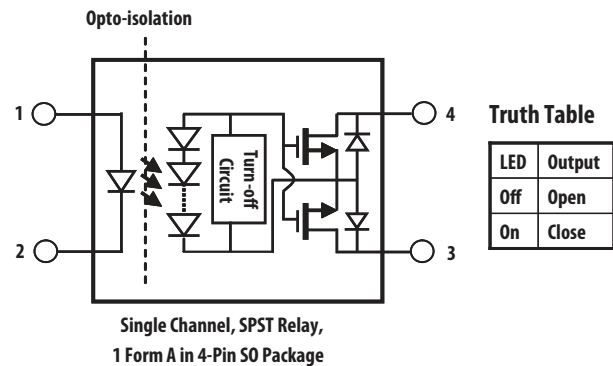 Opto-isolation
1
4
Turn-off
Circuit
2
3
Truth Table
LED Output
Off Open
On Close
Single Channel, SPST Relay,
1 Form A in 4-Pin SO Package